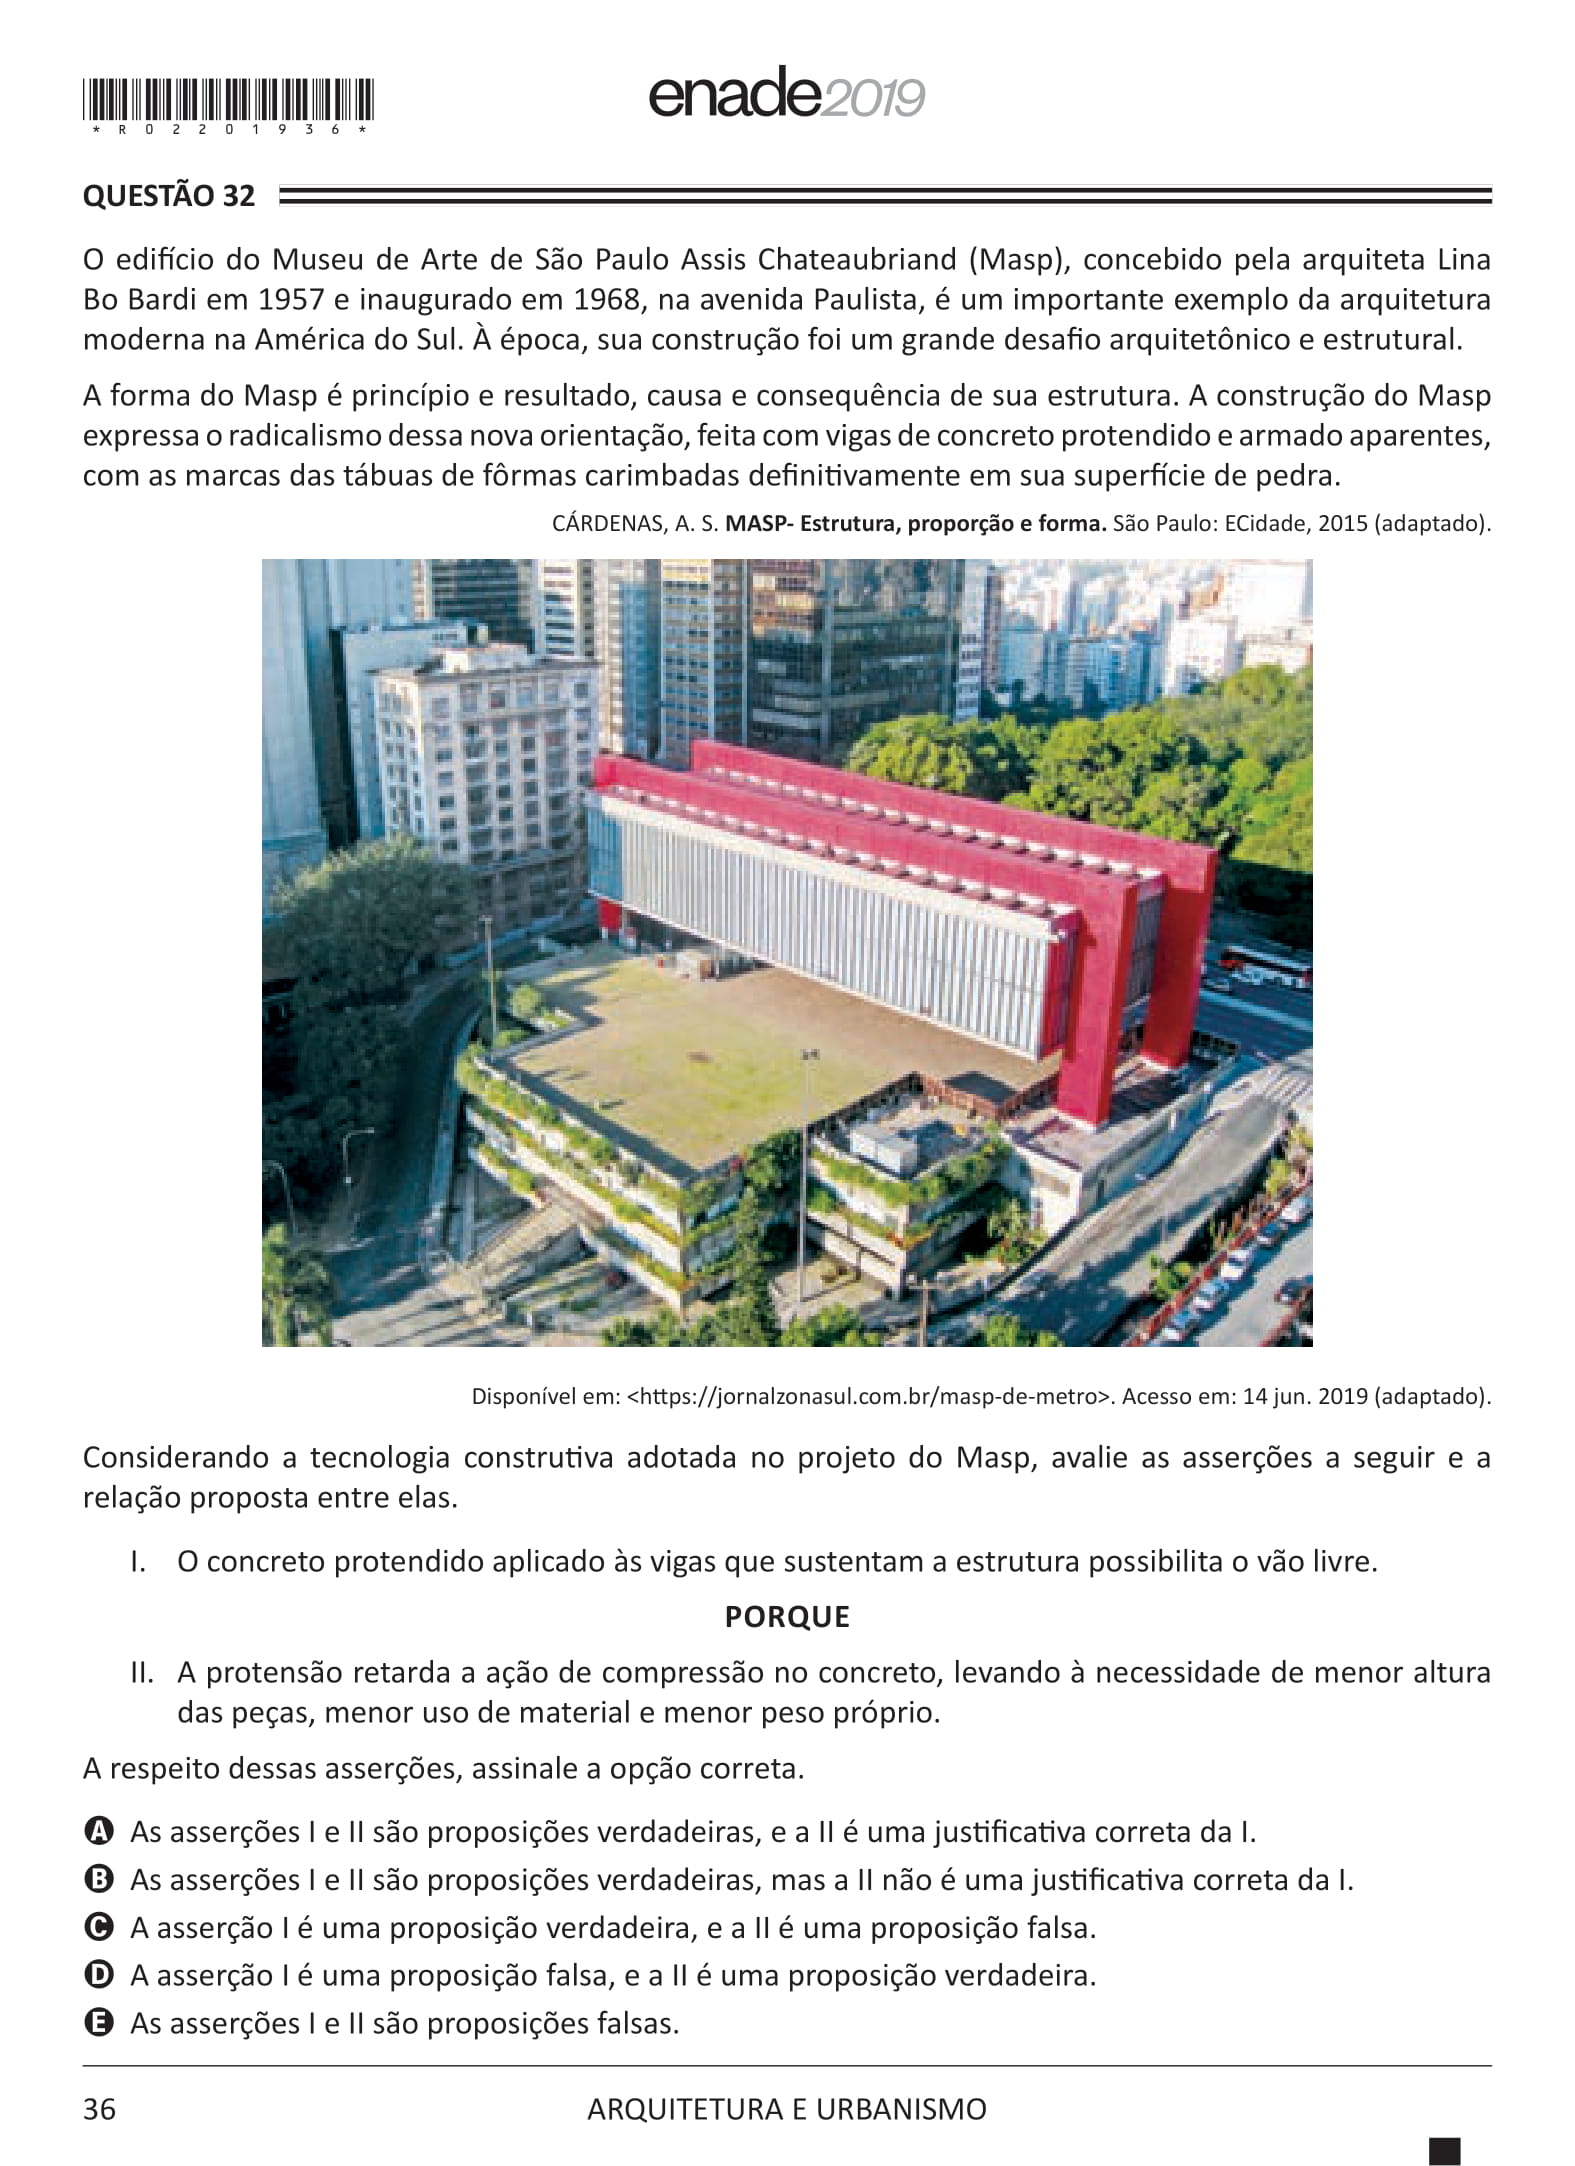 *R02201936*
enade2019
QUESTÃO 32
O edifício do Museu de Arte de São Paulo Assis Chateaubriand (Masp), concebido pela arquiteta Lina
Bo Bardi em 1957 e inaugurado em 1968, na avenida Paulista, é um importante exemplo da arquitetura
moderna na América do Sul. À época, sua construção foi um grande desafio arquitetônico e estrutural.
A forma do Masp é princípio e resultado, causa e consequência de sua estrutura. A construção do Masp
expressa o radicalismo dessa nova orientação, feita com vigas de concreto protendido e armado aparentes,
com as marcas das tábuas de fôrmas carimbadas definitivamente em sua superfície de pedra.
CÁRDENAS, A. S. MASP- Estrutura, proporção e forma. São Paulo: ECidade, 2015 (adaptado).
Disponível em: <https://jornalzonasul.com.br/masp-de-metro>. Acesso em: 14 jun. 2019 (adaptado).
Considerando a tecnologia construtiva adotada no projeto do Masp, avalie as asserções a seguir e a
relação proposta entre elas.
I. O concreto protendido aplicado às vigas que sustentam a estrutura possibilita o vão livre.
PORQUE
II. A protensão retarda a ação de compressão no concreto, levando à necessidade de menor altura
das peças, menor uso de material e menor peso próprio.
A respeito dessas asserções, assinale a opção correta.
A As asserções I e II são proposições verdadeiras, e a II é uma justificativa correta da I.
B As asserções I e II são proposições verdadeiras, mas a II não é uma justificativa correta da I.
C A asserção I é uma proposição verdadeira, e a II é uma proposição falsa.
D A asserção I é uma proposição falsa, e a II é uma proposição verdadeira.
E As asserções I e II são proposições falsas.
36
ARQUITETURA E URBANISMO